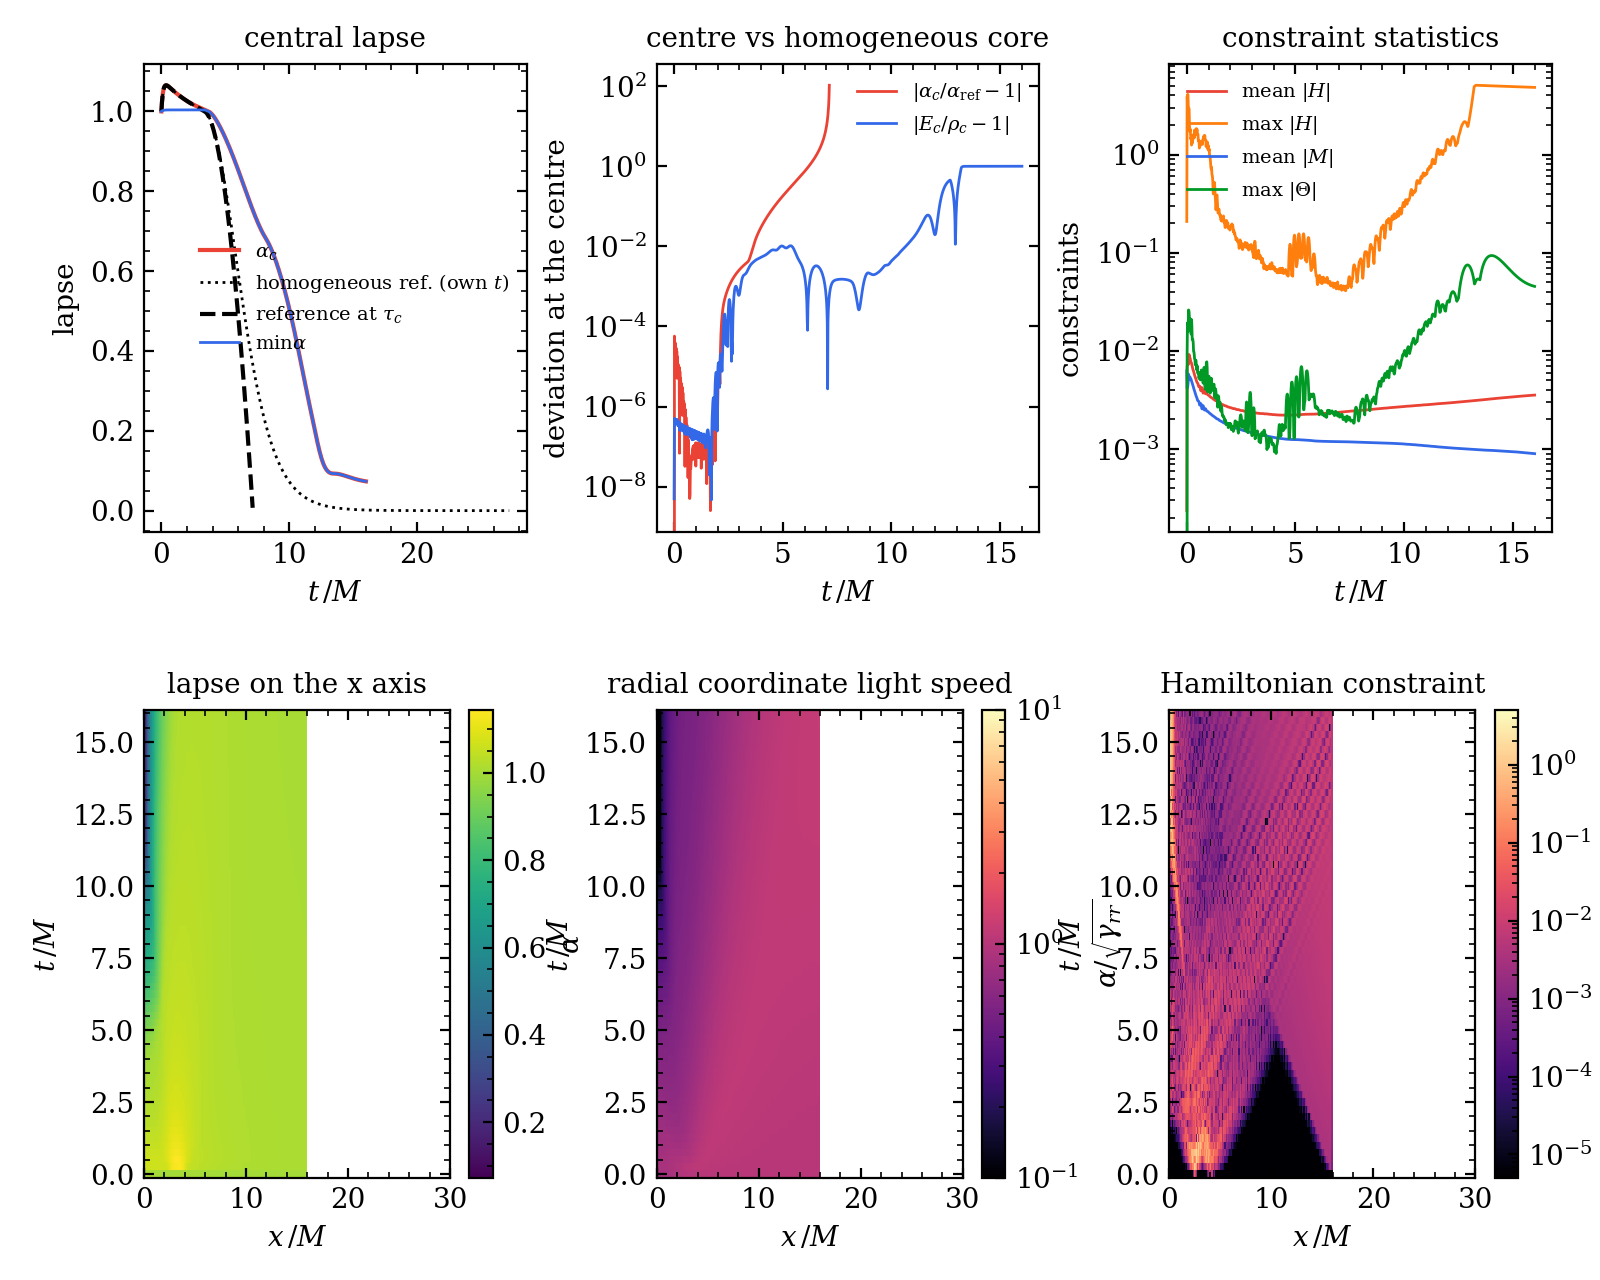 central lapse
centre vs homogeneous core
constraint statistics
lapse
1.0
0.8
0.6
0.4
0.2
0.0
α_c
homogeneous ref. (own t)
reference at τ_c
minα
0
10
20
t/M
deviation at the centre
10^2
10^0
10^−2
10^−4
10^−6
10^−8
|α_c/α_ref − 1|
|E_c/ρ_c − 1|
0
5
10
15
t/M
constraints
10^0
10^−1
10^−2
10^−3
mean |H|
max |H|
mean |M|
max |Θ|
0
5
10
15
t/M
lapse on the x axis
radial coordinate light speed
Hamiltonian constraint
t/M
15.0
12.5
10.0
7.5
5.0
2.5
0.0
0
10
20
30
x/M
1.0
0.8
0.6
0.4
0.2
α
t/M
15.0
12.5
10.0
7.5
5.0
2.5
0.0
0
10
20
30
x/M
10^1
10^0
10^−1
α/√γ_rr
t/M
15.0
12.5
10.0
7.5
5.0
2.5
0.0
0
10
20
30
x/M
10^0
10^−1
10^−2
10^−3
10^−4
10^−5